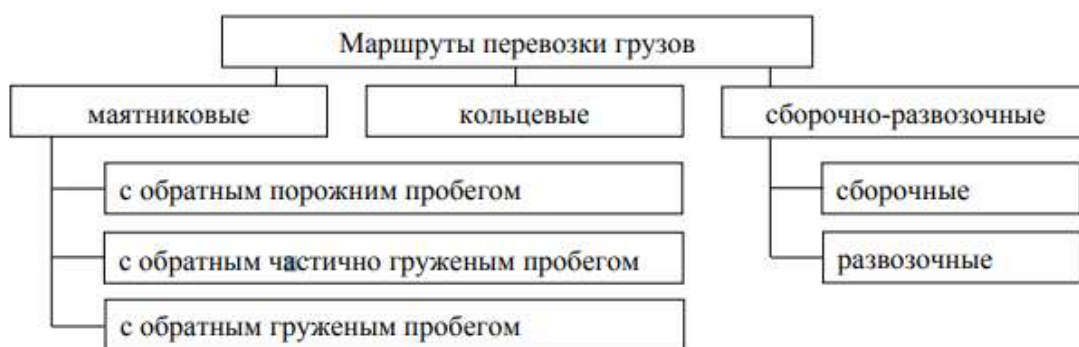 Маршруты перевозки грузов
маятниковые
кольцевые
сборочно-развозочные
с обратным порожним пробегом
сборочные
с обратным частично груженым пробегом
развозочные
с обратным груженым пробегом